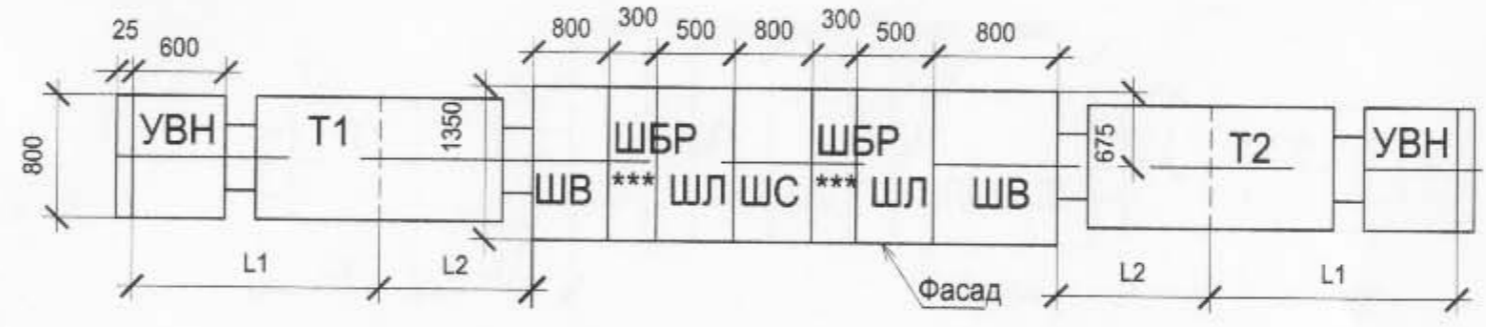 25 600 800 300 500 800 300 500 800
УВН Т1 1350 ШБР ШБР 675 Т2 УВН
800 ШВ *** ШЛ ШС *** ШЛ ШВ
L1 L2 Фасад L2 L1